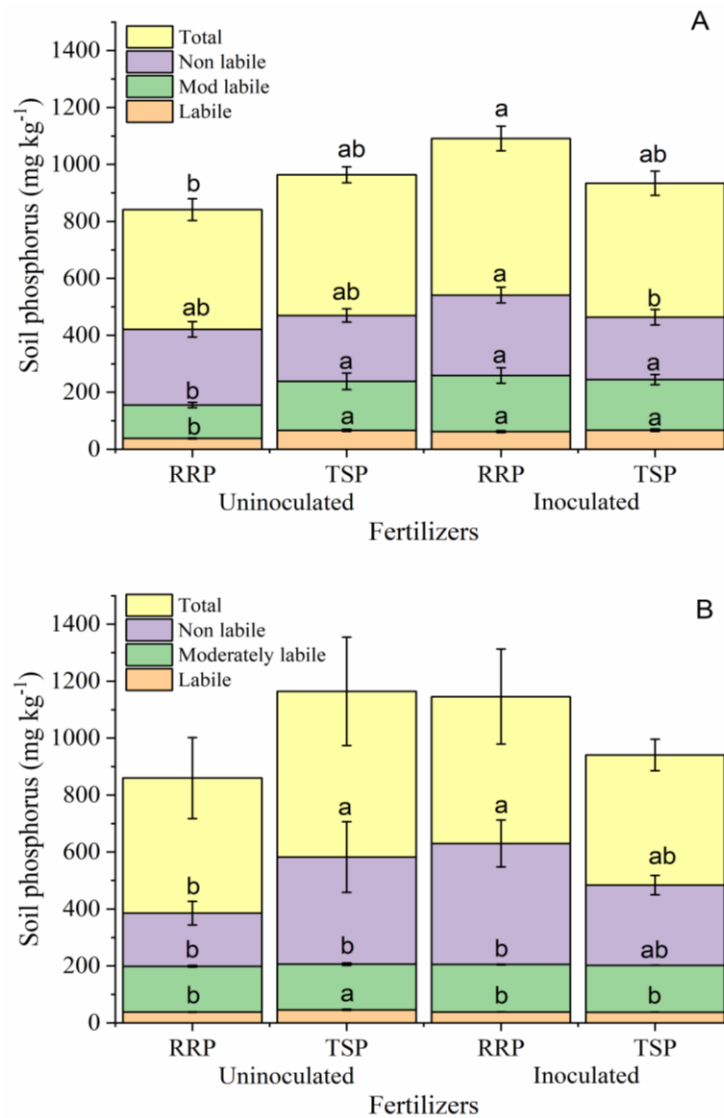 A
Total
Non labile
Mod labile
Labile
1400
1200
1000
800
600
400
200
0
Soil phosphorus (mg kg⁻¹)
b
ab
a
ab
ab
ab
a
b
b
a
a
a
b
a
a
a
RRP
TSP
RRP
TSP
Uninoculated
Inoculated
Fertilizers
B
Total
Non labile
Moderately labile
Labile
1400
1200
1000
800
600
400
200
0
Soil phosphorus (mg kg⁻¹)
b
a
a
ab
b
b
b
ab
b
a
b
b
RRP
TSP
RRP
TSP
Uninoculated
Inoculated
Fertilizers